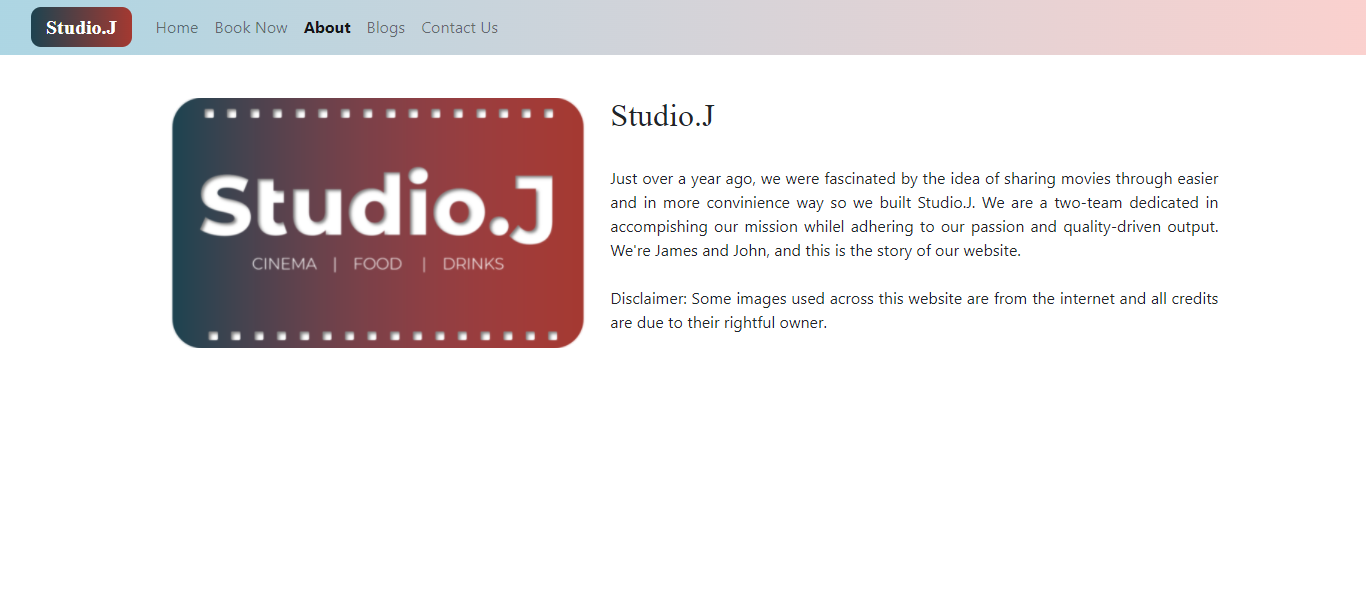 Studio.J Home Book Now About Blogs Contact Us
Studio.J
CINEMA | FOOD | DRINKS
Studio.J
Just over a year ago, we were fascinated by the idea of sharing movies through easier
and in more convinience way so we built Studio.J. We are a two-team dedicated in
accompishing our mission whilel adhering to our passion and quality-driven output.
We're James and John, and this is the story of our website.
Disclaimer: Some images used across this website are from the internet and all credits
are due to their rightful owner.